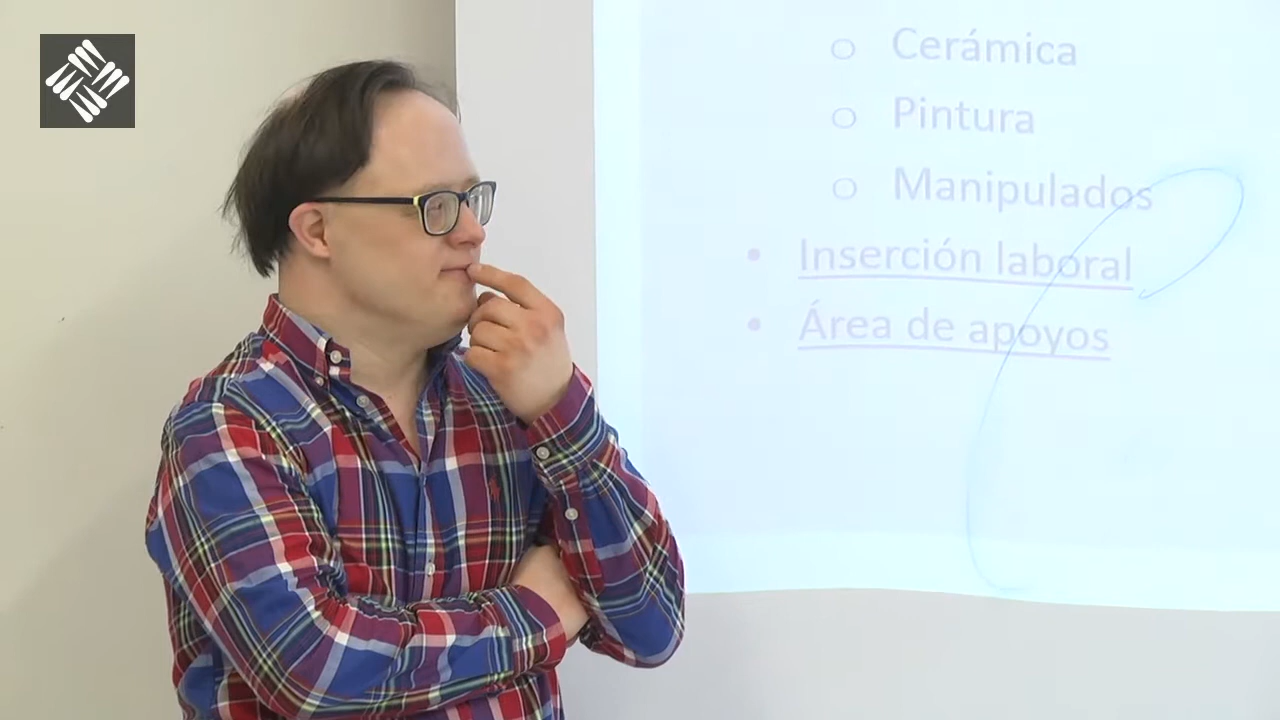 Cerámica
Pintura
Manipulados
Inserción laboral
Área de apoyos